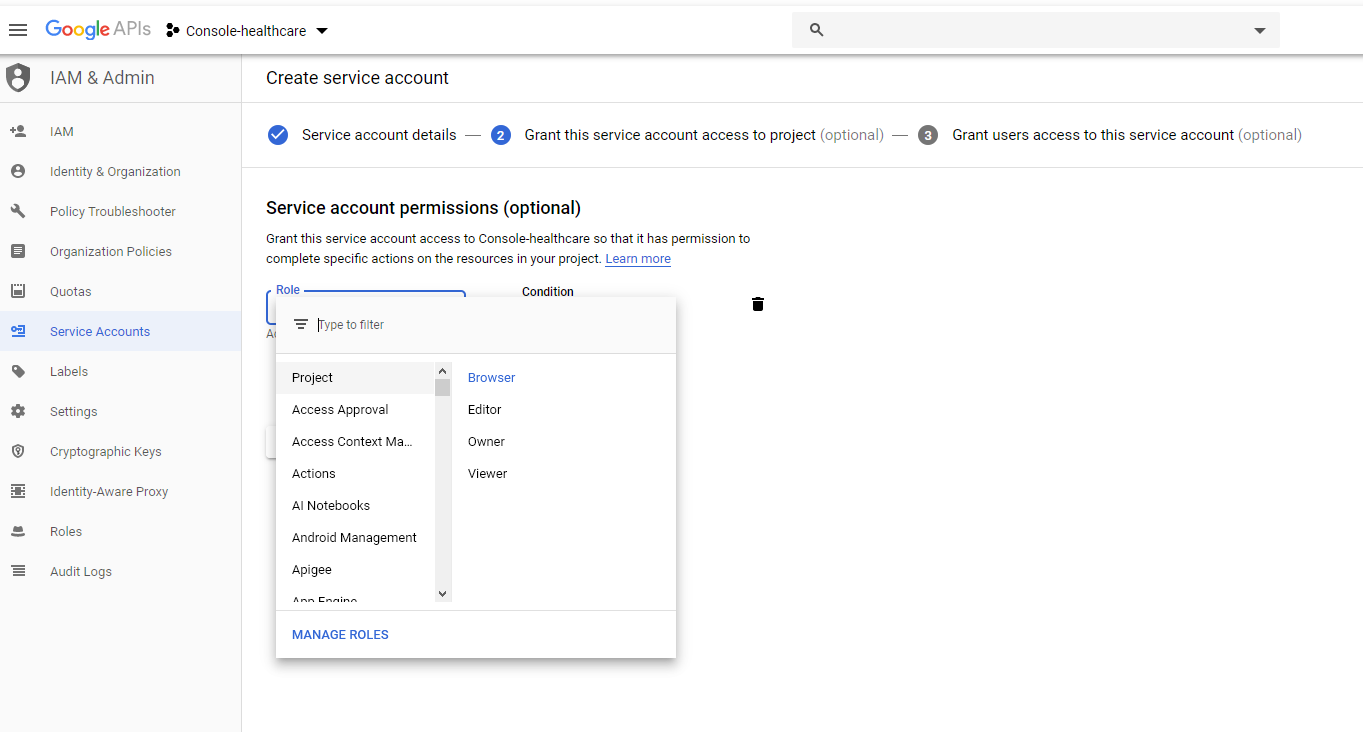 Google APIs Console-healthcare
IAM & Admin
Create service account
IAM
Identity & Organization
Policy Troubleshooter
Organization Policies
Quotas
Service Accounts
Labels
Settings
Cryptographic Keys
Identity-Aware Proxy
Roles
Audit Logs
Service account details — 2 Grant this service account access to project (optional) — 3 Grant users access to this service account (optional)
Service account permissions (optional)
Grant this service account access to Console-healthcare so that it has permission to
complete specific actions on the resources in your project. Learn more
Role
Condition
Type to filter
Project
Access Approval
Access Context Ma...
Actions
AI Notebooks
Android Management
Apigee
App Engine
Browser
Editor
Owner
Viewer
MANAGE ROLES